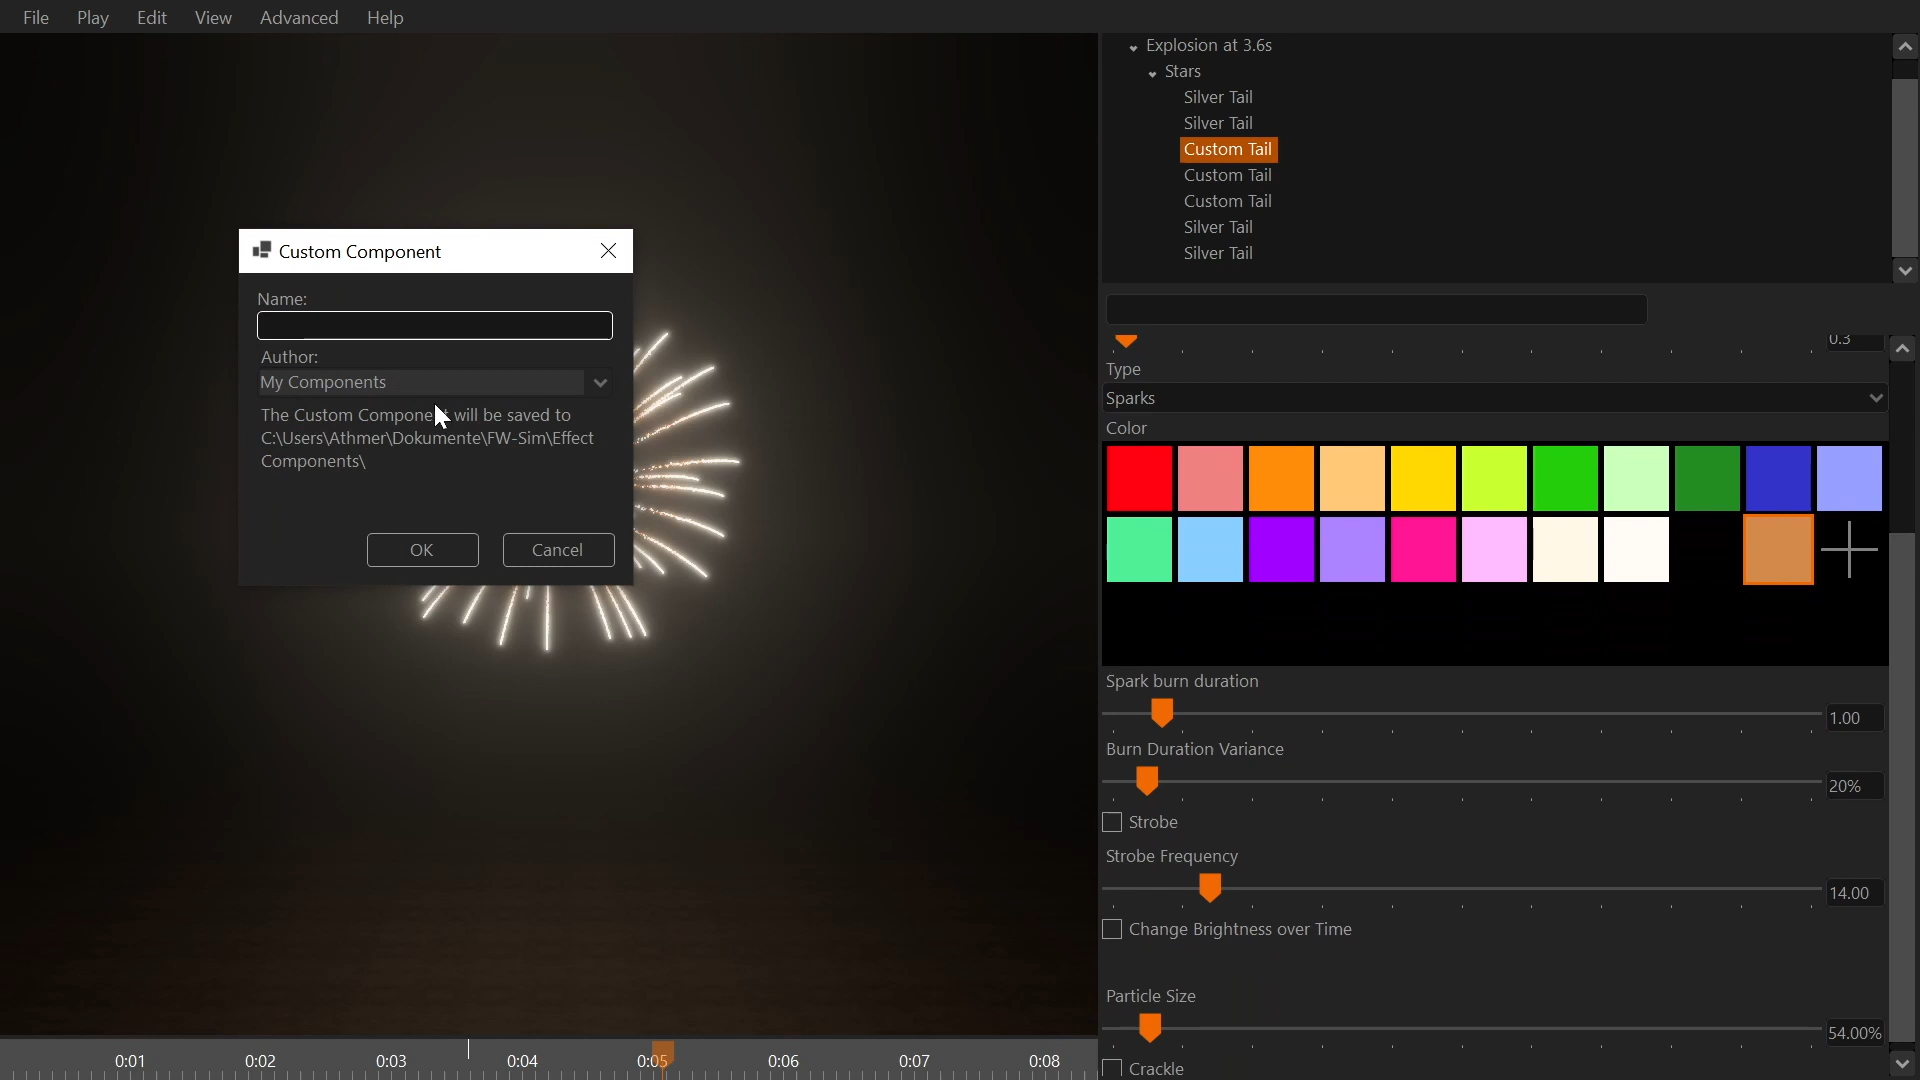 File Play Edit View Advanced Help
Explosion at 3.6s
Stars
Silver Tail
Silver Tail
Custom Tail
Custom Tail
Custom Tail
Silver Tail
Silver Tail
Custom Component
Name:
Author:
My Components
The Custom Component will be saved to
C:\Users\Athmer\Dokumente\FW-Sim\Effect
Components\
OK Cancel
0.3
Type
Sparks
Color
Spark burn duration
1.00
Burn Duration Variance
20%
Strobe
Strobe Frequency
14.00
Change Brightness over Time
Particle Size
54.00%
Crackle
0:01 0:02 0:03 0:04 0:05 0:06 0:07 0:08